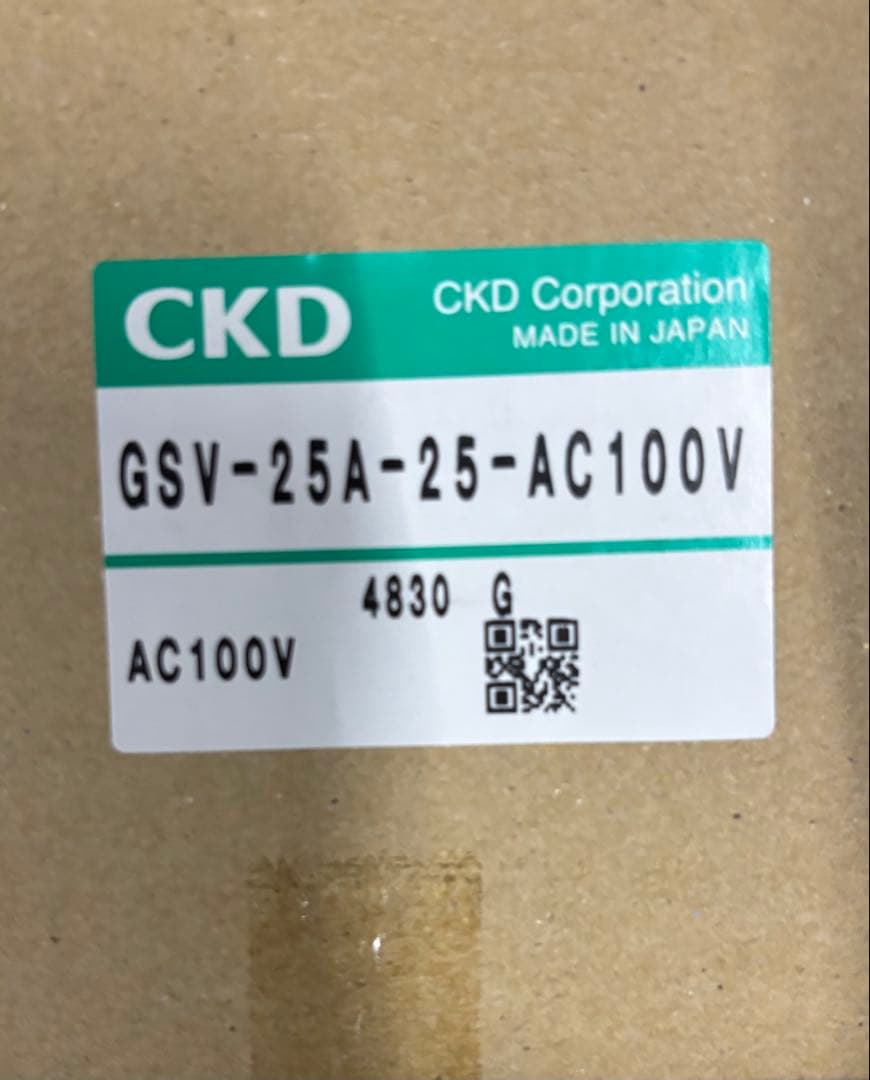 CKD
CKD Corporation
MADE IN JAPAN
GSV-25A-25-AC100V
4830 G
AC100V